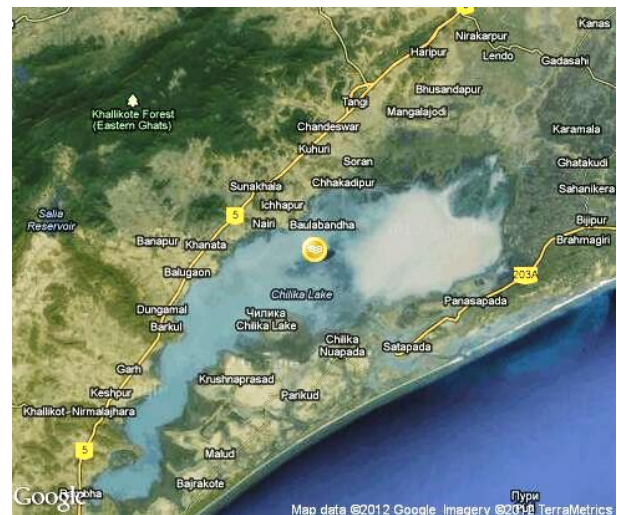 Kanas
Nirakarpur
Haripur
Lendo
Gadasahi
Bhusandapur
Tangi
Mangalajodi
Khallikote Forest
(Eastern Ghats)
Chandeswar
Karamala
Kuhuri
Soran
Ghatakudi
Sunakhala
Chhakadipur
Sahanikera
Ichhapur
Salia
Reservoir
5
Nairi
Baulabandha
Bijipur
Banapur
Khanata
Brahmagiri
Balugaon
203A
Chilika Lake
Panasapada
Dungamal
Чилика
Barkul
Chilika Lake
Chilika
Nuapada
Satapada
Garh
Krushnaprasad
Keshpur
Parikud
Khallikot-Nirmalajhara
5
Malud
Bajrakote
Google
Пури
Map data ©2012 Google Imagery ©2012 TerraMetrics